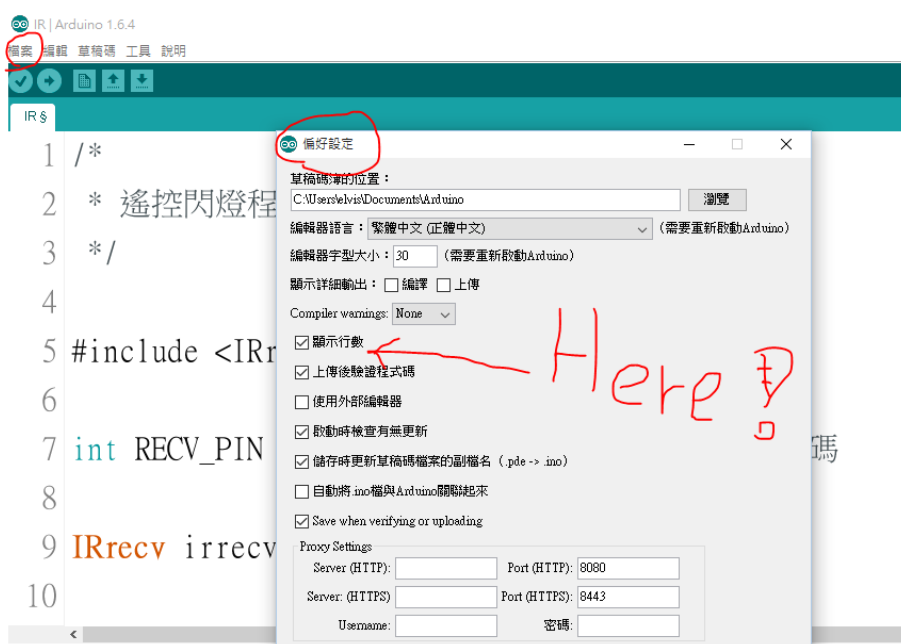 IR | Arduino 1.6.4
檔案 編輯 草稿碼 工具 說明
IR §
1 /*
2 * 遙控閃燈程
3 */
4
5 #include <IRr
6
7 int RECV_PIN 碼
8
9 IRrecv irrecv
10
偏好設定
草稿碼簿的位置：
C:\Users\elvis\Documents\Arduino 瀏覽
編輯器語言： 繁體中文 (正體中文) (需要重新啟動Arduino)
編輯器字型大小： 30 (需要重新啟動Arduino)
顯示詳細輸出： 編譯 上傳
Compiler warnings: None
顯示行數
Here!
上傳後驗證程式碼
使用外部編輯器
啟動時檢查有無更新
儲存時更新草稿碼檔案的副檔名 (.pde -> .ino)
自動將.ino檔與Arduino關聯起來
Save when verifying or uploading
Proxy Settings
Server (HTTP): Port (HTTP): 8080
Server: (HTTPS) Port (HTTPS): 8443
Username: 密碼: